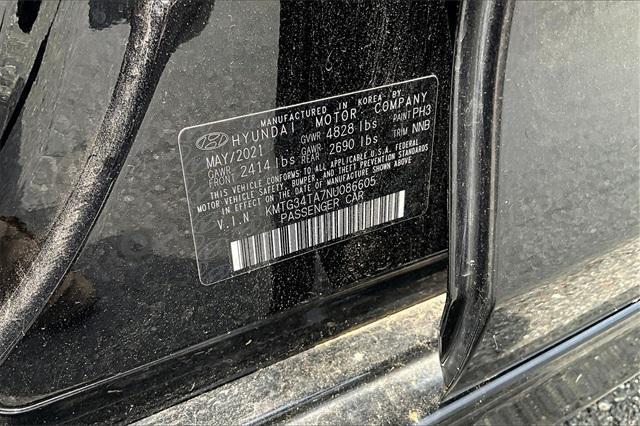 MANUFACTURED IN KOREA BY:
HYUNDAI MOTOR COMPANY
MAY/2021 GVWR 4828 lbs PAINT PH3
GAWR FRONT 2414 lbs GAWR REAR 2690 lbs TRIM NNB
THIS VEHICLE CONFORMS TO ALL APPLICABLE U.S.A. FEDERAL
MOTOR VEHICLE SAFETY, BUMPER, AND THEFT PREVENTION STANDARDS
IN EFFECT ON THE DATE OF MANUFACTURE SHOWN ABOVE.
V.I.N KMTG34TA7NU086605
PASSENGER CAR